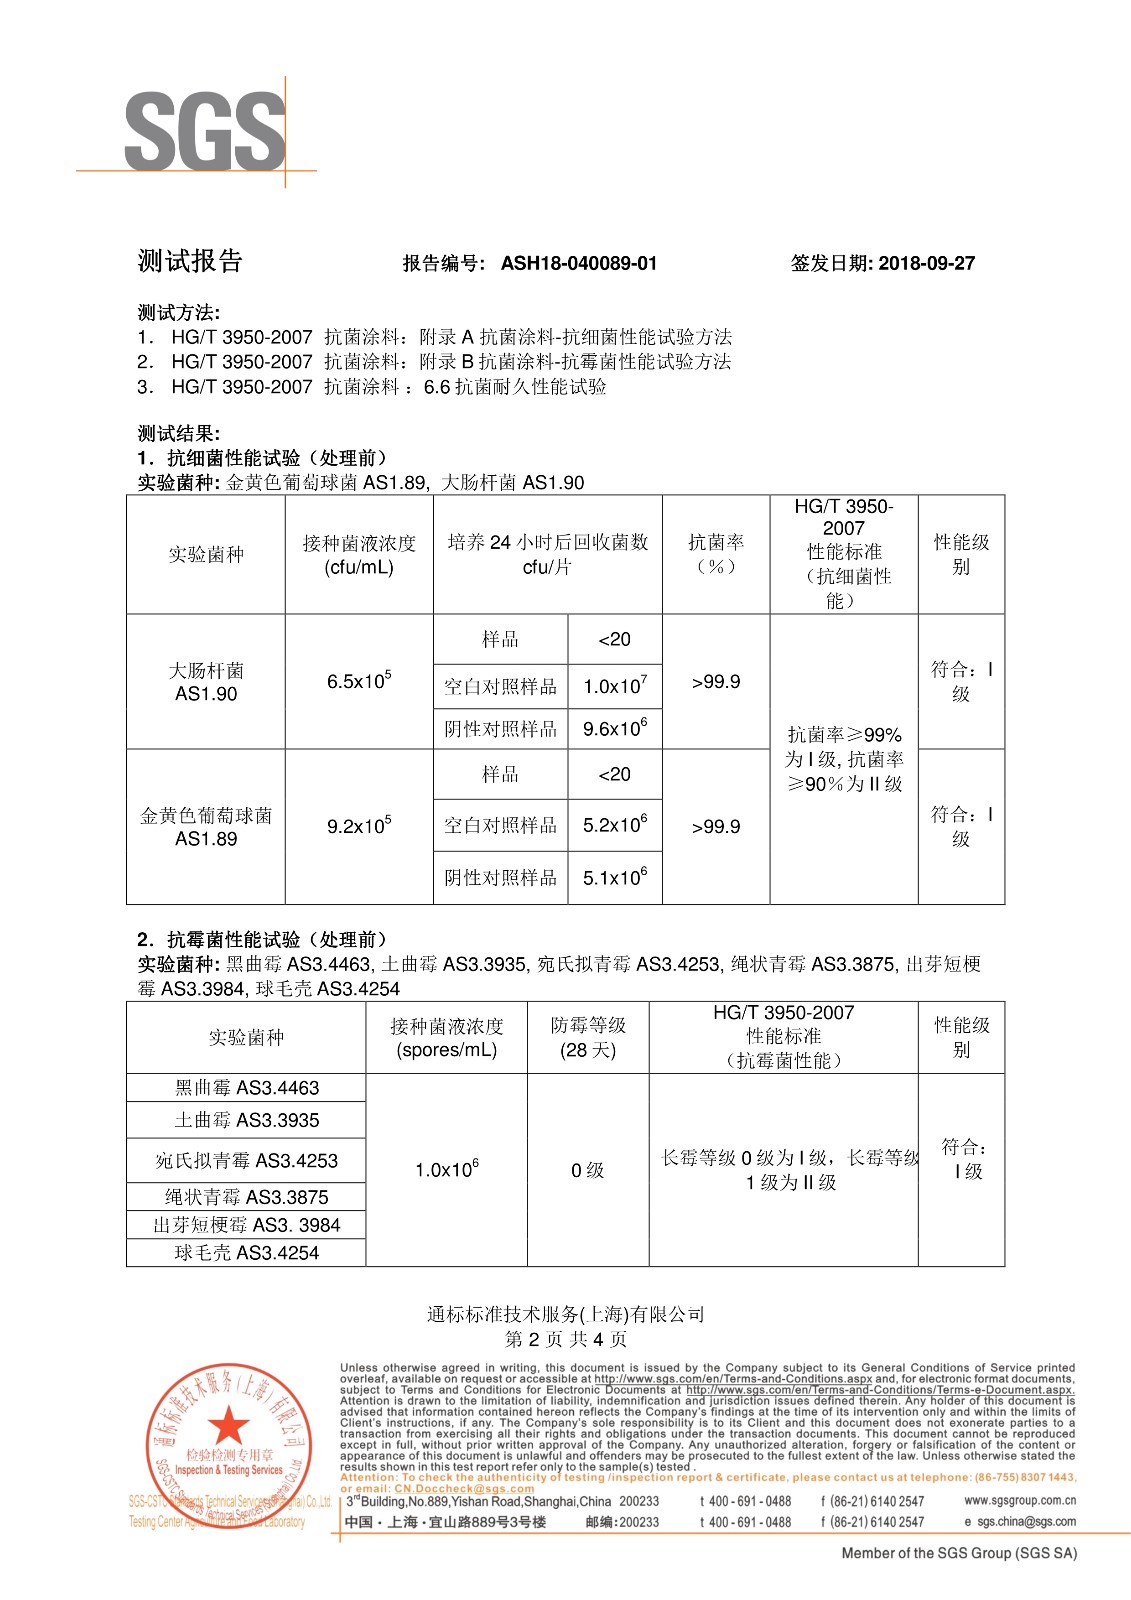 SGS
测试报告 报告编号: ASH18-040089-01 签发日期: 2018-09-27
测试方法:
1. HG/T 3950-2007 抗菌涂料：附录 A 抗菌涂料-抗细菌性能试验方法
2. HG/T 3950-2007 抗菌涂料：附录 B 抗菌涂料-抗霉菌性能试验方法
3. HG/T 3950-2007 抗菌涂料 ：6.6 抗菌耐久性能试验
测试结果:
1. 抗细菌性能试验（处理前）
实验菌种: 金黄色葡萄球菌 AS1.89, 大肠杆菌 AS1.90
实验菌种
接种菌液浓度
(cfu/mL)
培养 24 小时后回收菌数
cfu/片
抗菌率
（%）
HG/T 3950-
2007
性能标准
（抗细菌性
能）
性能级
别
大肠杆菌
AS1.90
6.5x10⁵
样品 <20
空白对照样品 1.0x10⁷
阴性对照样品 9.6x10⁶
>99.9
抗菌率≥99%
为 I 级, 抗菌率
≥90%为 II 级
符合：I
级
金黄色葡萄球菌
AS1.89
9.2x10⁵
样品 <20
空白对照样品 5.2x10⁶
阴性对照样品 5.1x10⁶
>99.9
符合：I
级
2. 抗霉菌性能试验（处理前）
实验菌种: 黑曲霉 AS3.4463, 土曲霉 AS3.3935, 宛氏拟青霉 AS3.4253, 绳状青霉 AS3.3875, 出芽短梗
霉 AS3.3984, 球毛壳 AS3.4254
实验菌种
接种菌液浓度
(spores/mL)
防霉等级
(28 天)
HG/T 3950-2007
性能标准
（抗霉菌性能）
性能级
别
黑曲霉 AS3.4463
土曲霉 AS3.3935
宛氏拟青霉 AS3.4253
绳状青霉 AS3.3875
出芽短梗霉 AS3. 3984
球毛壳 AS3.4254
1.0x10⁶
0 级
长霉等级 0 级为 I 级，长霉等级
1 级为 II 级
符合：
I 级
通标标准技术服务(上海)有限公司
第 2 页 共 4 页
Unless otherwise agreed in writing, this document is issued by the Company subject to its General Conditions of Service printed
overleaf, available on request or accessible at http://www.sgs.com/en/Terms-and-Conditions.aspx and, for electronic format documents,
subject to Terms and Conditions for Electronic Documents at http://www.sgs.com/en/Terms-and-Conditions/Terms-e-Document.aspx.
Attention is drawn to the limitation of liability, indemnification and jurisdiction issues defined therein. Any holder of this document is
advised that information contained hereon reflects the Company's findings at the time of its intervention only and within the limits of
Client's instructions, if any. The Company's sole responsibility is to its Client and this document does not exonerate parties to a
transaction from exercising all their rights and obligations under the transaction documents. This document cannot be reproduced
except in full, without prior written approval of the Company. Any unauthorized alteration, forgery or falsification of the content or
appearance of this document is unlawful and offenders may be prosecuted to the fullest extent of the law. Unless otherwise stated the
results shown in this test report refer only to the sample(s) tested .
Attention: To check the authenticity of testing /inspection report & certificate, please contact us at telephone: (86-755) 8307 1443,
or email: CN.Doccheck@sgs.com
通标标准技术服务(上海)有限公司
检验检测专用章
Inspection & Testing Services
SGS-CSTC Standards Technical Services (Shanghai) Co.,Ltd.
Testing Center Agriculture and Food Laboratory
3rd Building,No.889,Yishan Road,Shanghai,China 200233 t 400-691-0488 f (86-21) 6140 2547 www.sgsgroup.com.cn
中国·上海·宜山路889号3号楼 邮编:200233 t 400-691-0488 f (86-21) 6140 2547 e sgs.china@sgs.com
Member of the SGS Group (SGS SA)